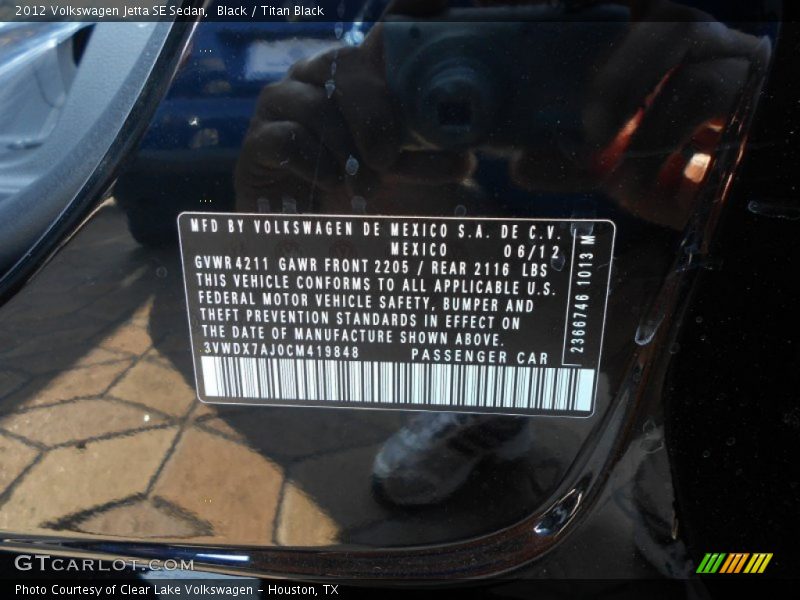 2012 Volkswagen Jetta SE Sedan,  Black / Titan Black
MFD BY VOLKSWAGEN DE MEXICO S.A. DE C.V.
MEXICO 06/12
GVWR 4211 GAWR FRONT 2205 / REAR 2116 LBS
THIS VEHICLE CONFORMS TO ALL APPLICABLE U.S.
FEDERAL MOTOR VEHICLE SAFETY, BUMPER AND
THEFT PREVENTION STANDARDS IN EFFECT ON
THE DATE OF MANUFACTURE SHOWN ABOVE.
3VWDX7AJ0CM419848 PASSENGER CAR
2366746 1013 M
GTCARLOT.COM
Photo Courtesy of Clear Lake Volkswagen - Houston, TX